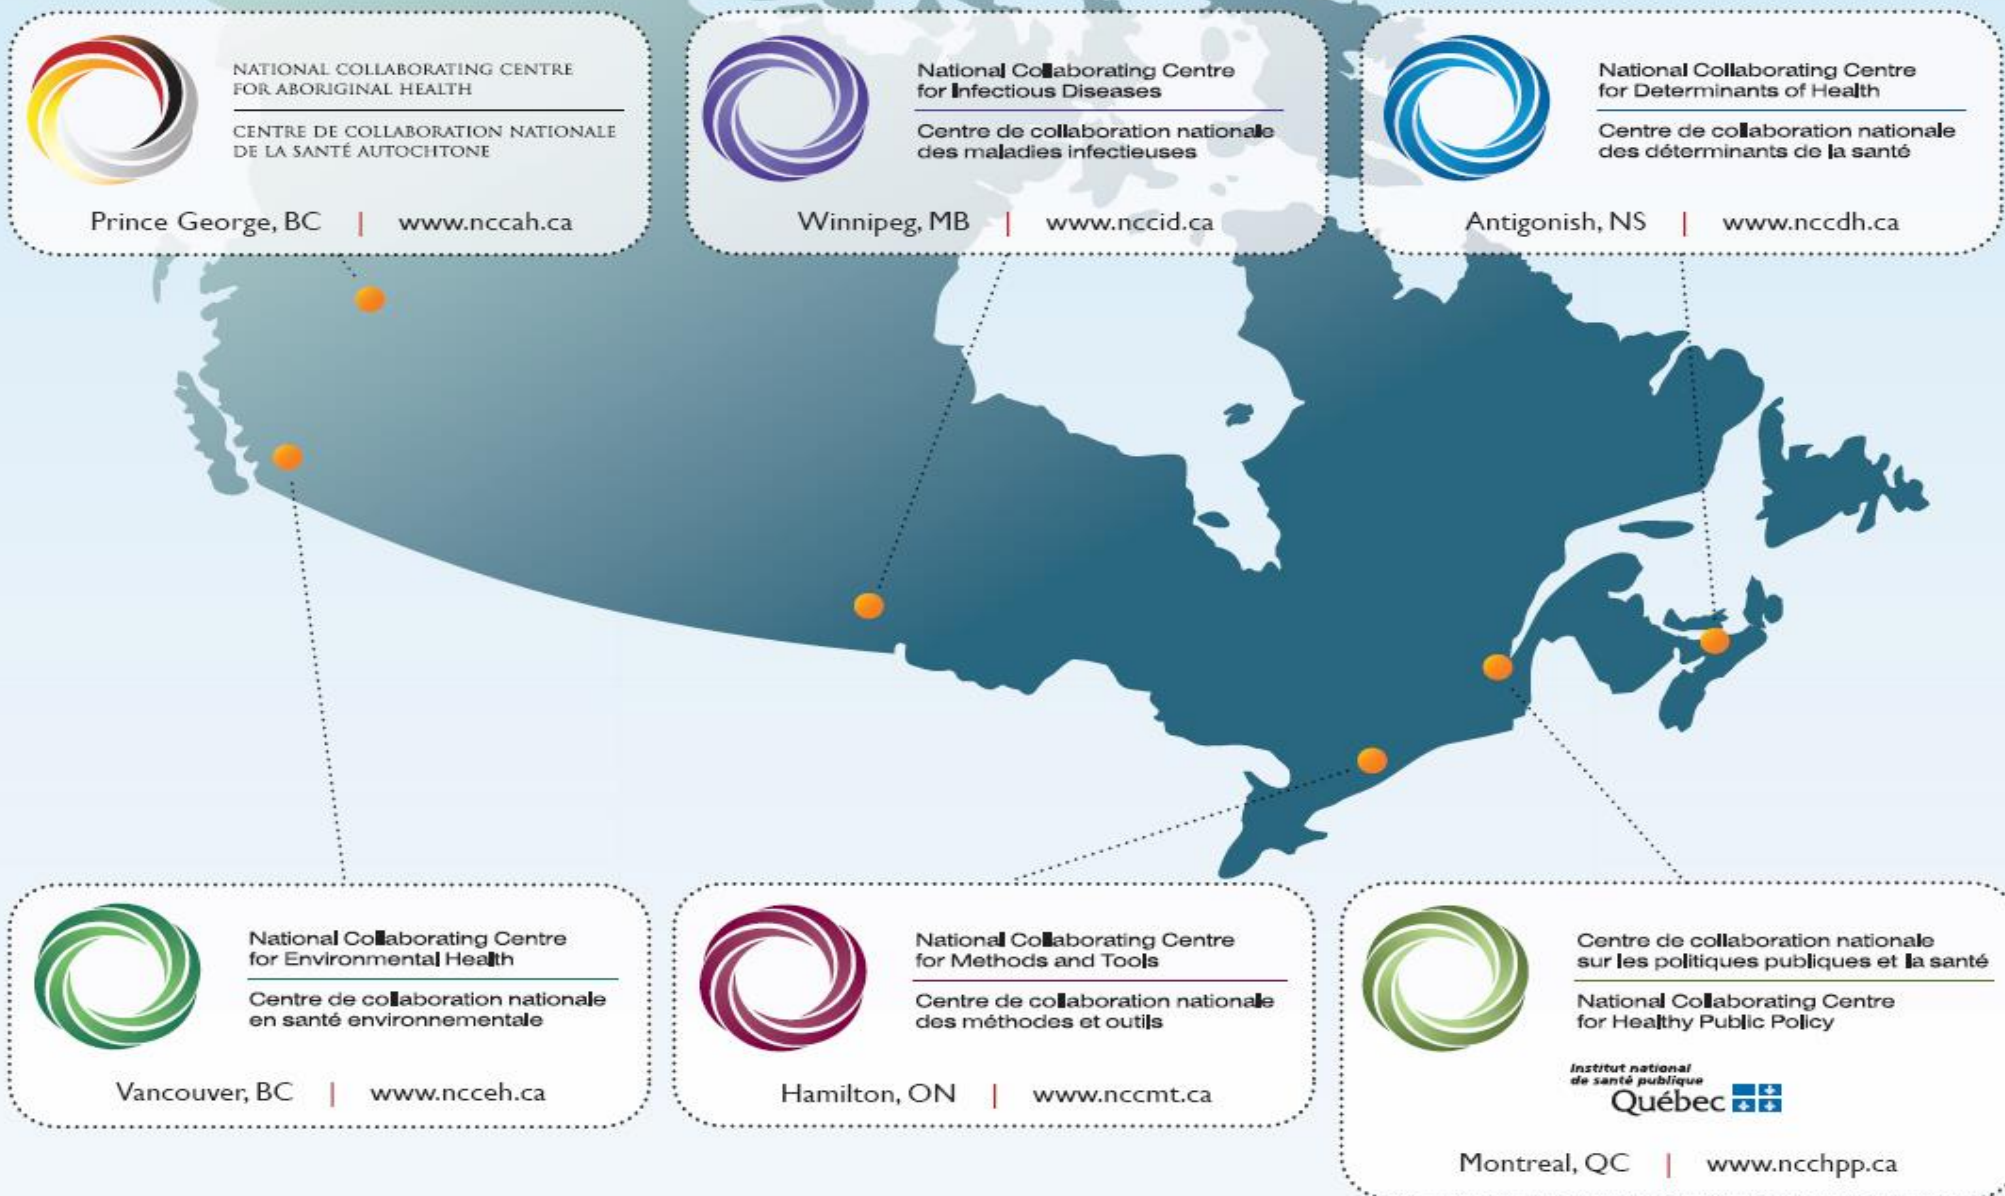 NATIONAL COLLABORATING CENTRE
FOR ABORIGINAL HEALTH
CENTRE DE COLLABORATION NATIONALE
DE LA SANTÉ AUTOCHTONE
Prince George, BC | www.nccah.ca
National Collaborating Centre
for Infectious Diseases
Centre de collaboration nationale
des maladies infectieuses
Winnipeg, MB | www.nccid.ca
National Collaborating Centre
for Determinants of Health
Centre de collaboration nationale
des déterminants de la santé
Antigonish, NS | www.nccdh.ca
National Collaborating Centre
for Environmental Health
Centre de collaboration nationale
en santé environnementale
Vancouver, BC | www.ncceh.ca
National Collaborating Centre
for Methods and Tools
Centre de collaboration nationale
des méthodes et outils
Hamilton, ON | www.nccmt.ca
Centre de collaboration nationale
sur les politiques publiques et la santé
National Collaborating Centre
for Healthy Public Policy
Institut national
de santé publique
Québec
Montreal, QC | www.ncchpp.ca